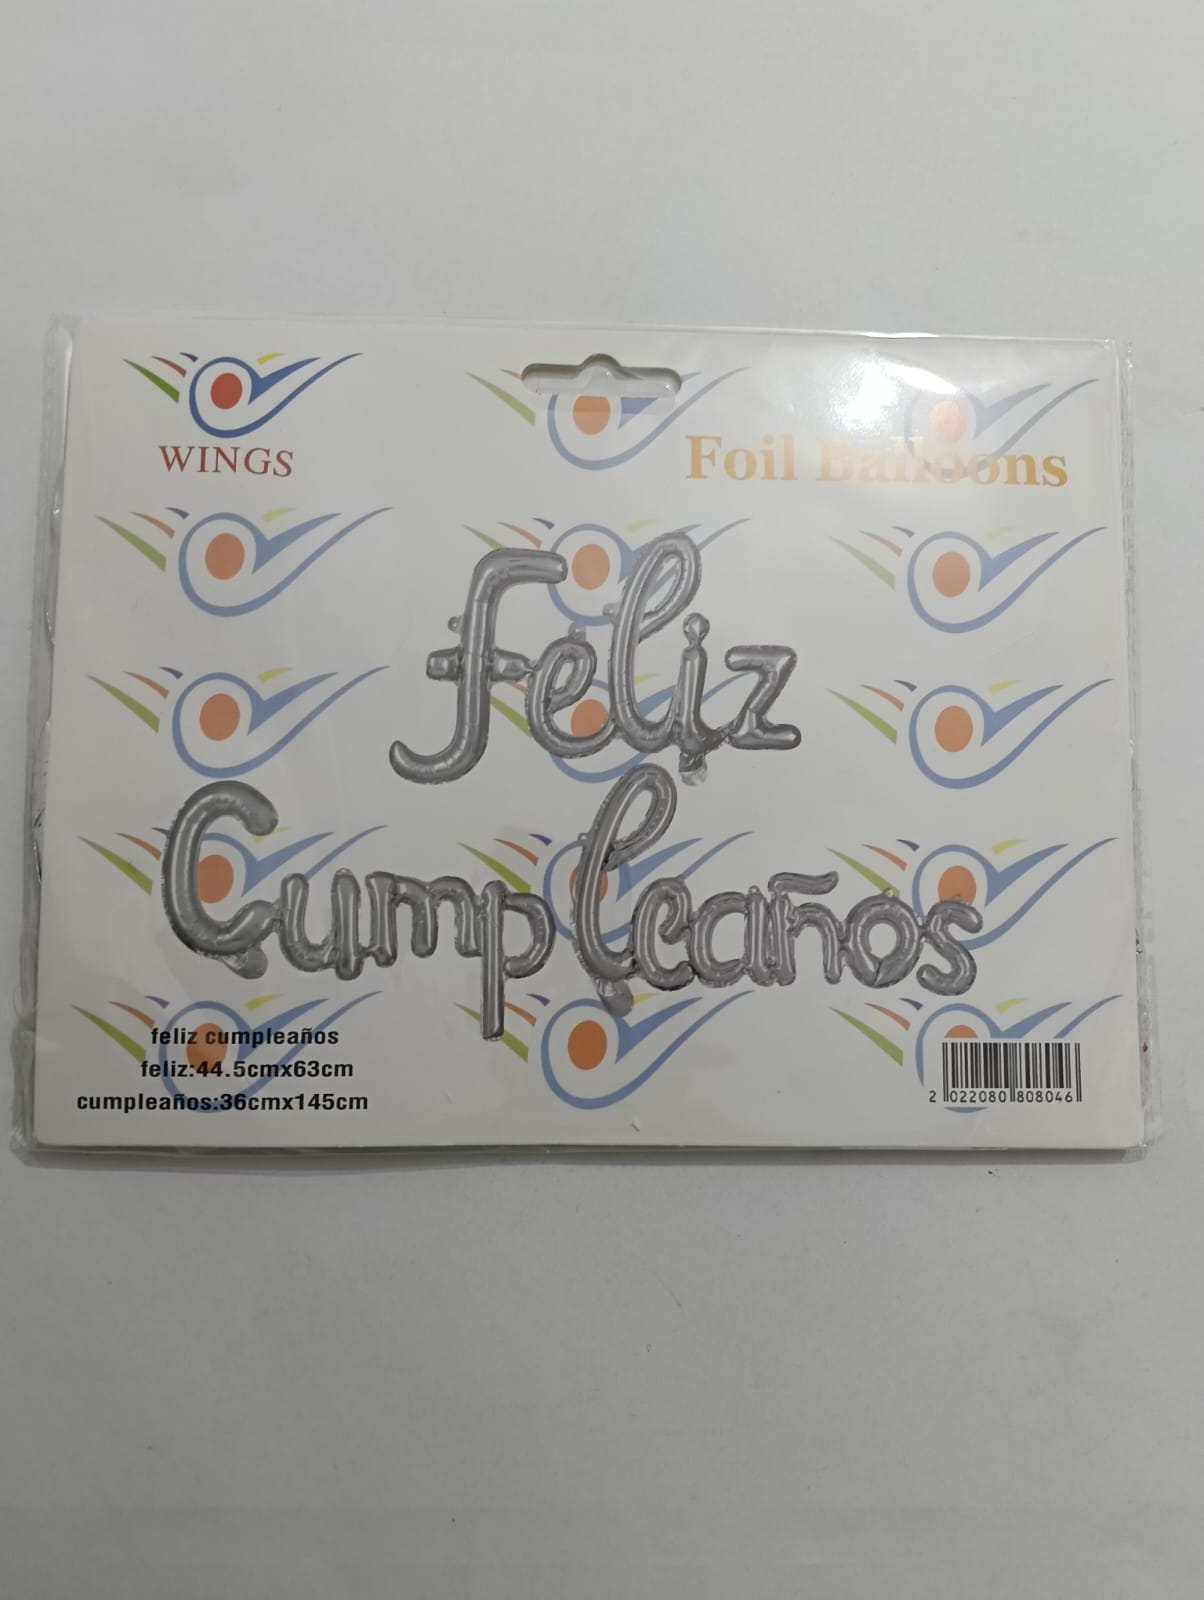 WINGS
Foil Balloons
Feliz
Cumpleaños
feliz cumpleaños
feliz:44.5cmx63cm
cumpleaños:36cmx145cm
2 022080 808046